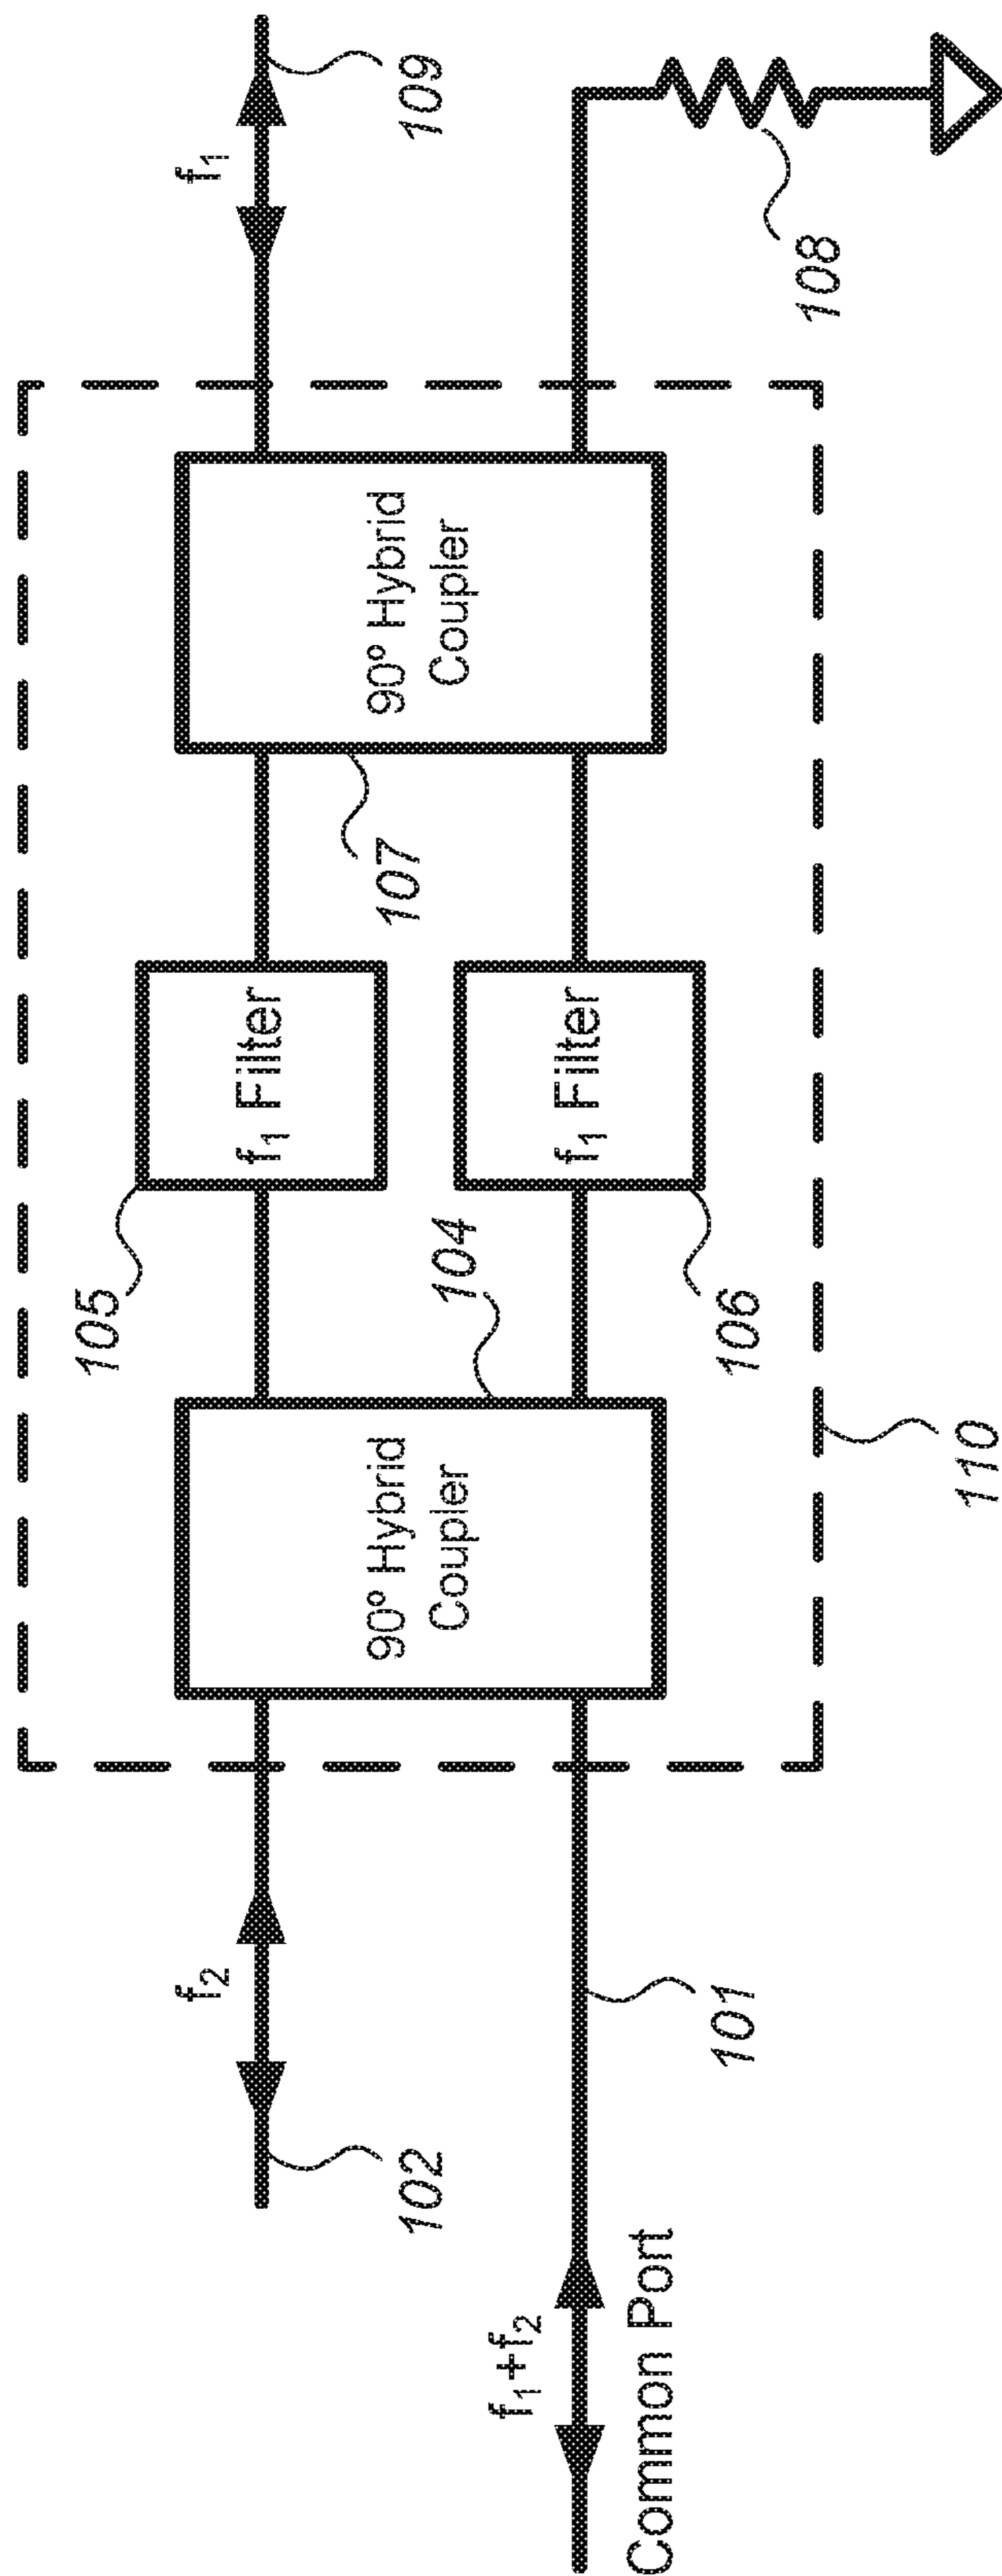 f₁
109
108
90° Hybrid
Coupler
107
f₁ Filter
f₁ Filter
105
106
104
90° Hybrid
Coupler
110
f₂
102
101
f₁+f₂
Common Port